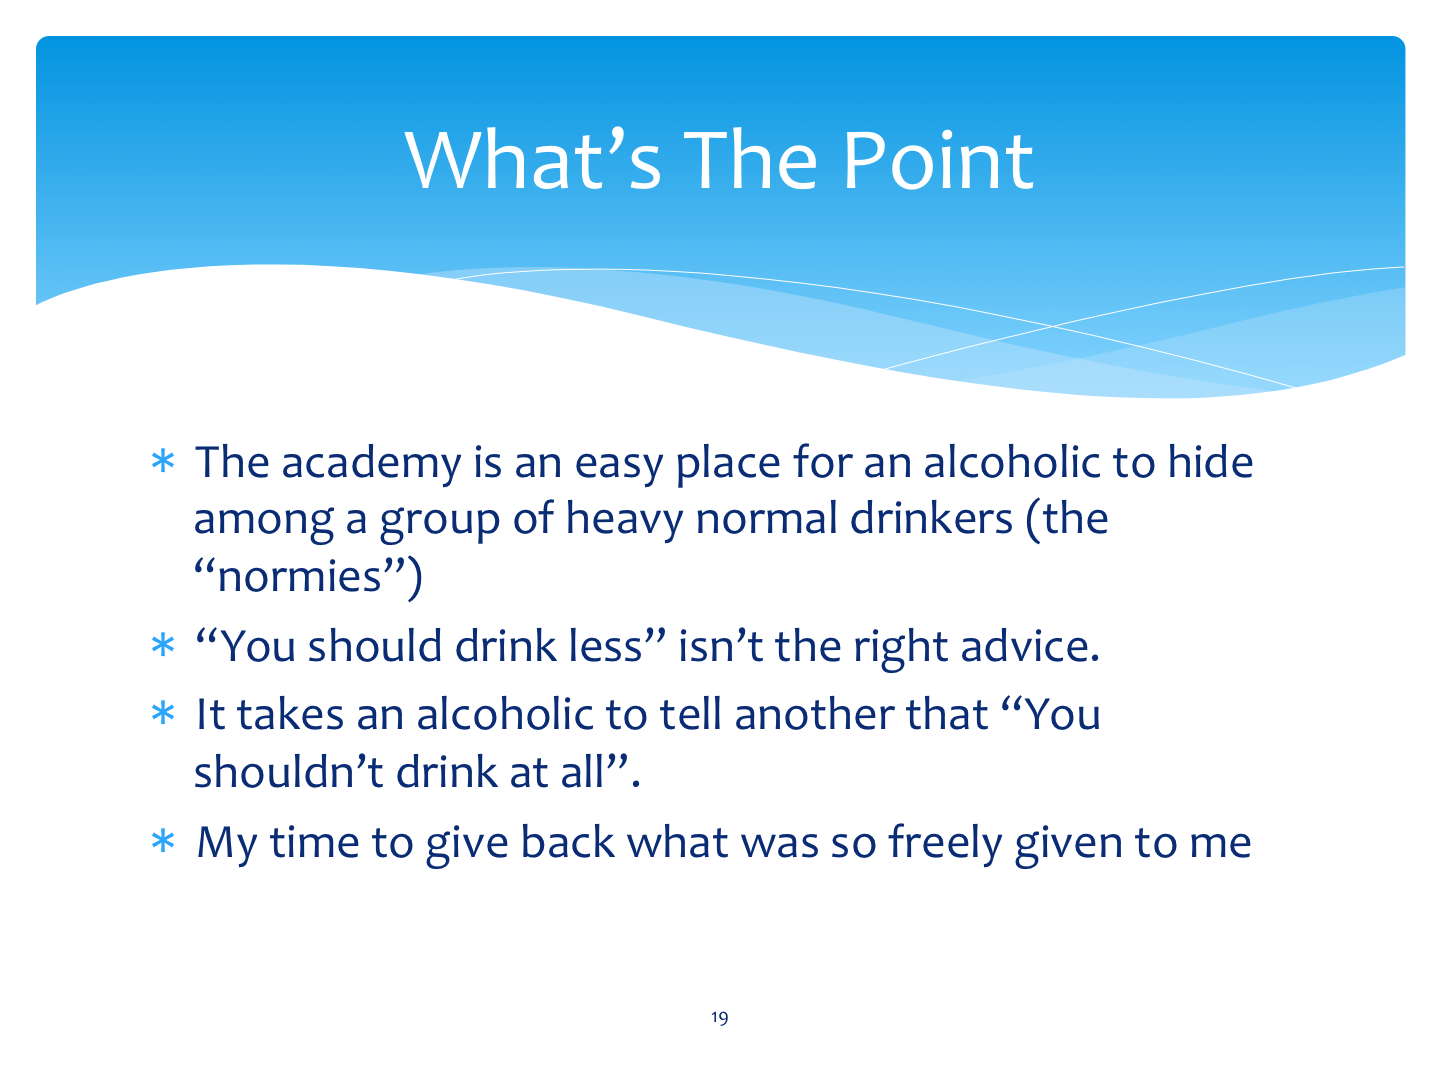 What’s The Point
* The academy is an easy place for an alcoholic to hide
among a group of heavy normal drinkers (the
“normies”)
* “You should drink less” isn’t the right advice.
* It takes an alcoholic to tell another that “You
shouldn’t drink at all”.
* My time to give back what was so freely given to me
19